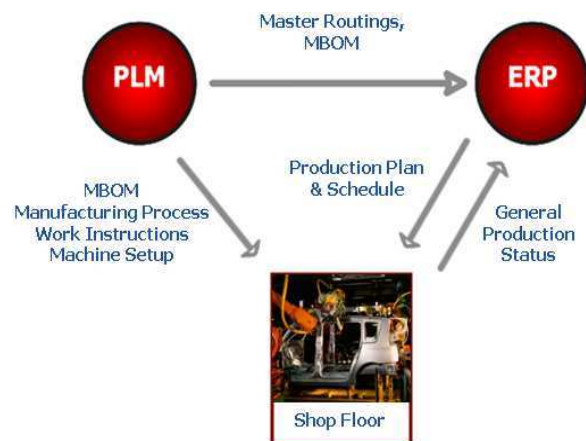 Master Routings,
MBOM
PLM
ERP
MBOM
Manufacturing Process
Work Instructions
Machine Setup
Production Plan
& Schedule
General
Production
Status
Shop Floor